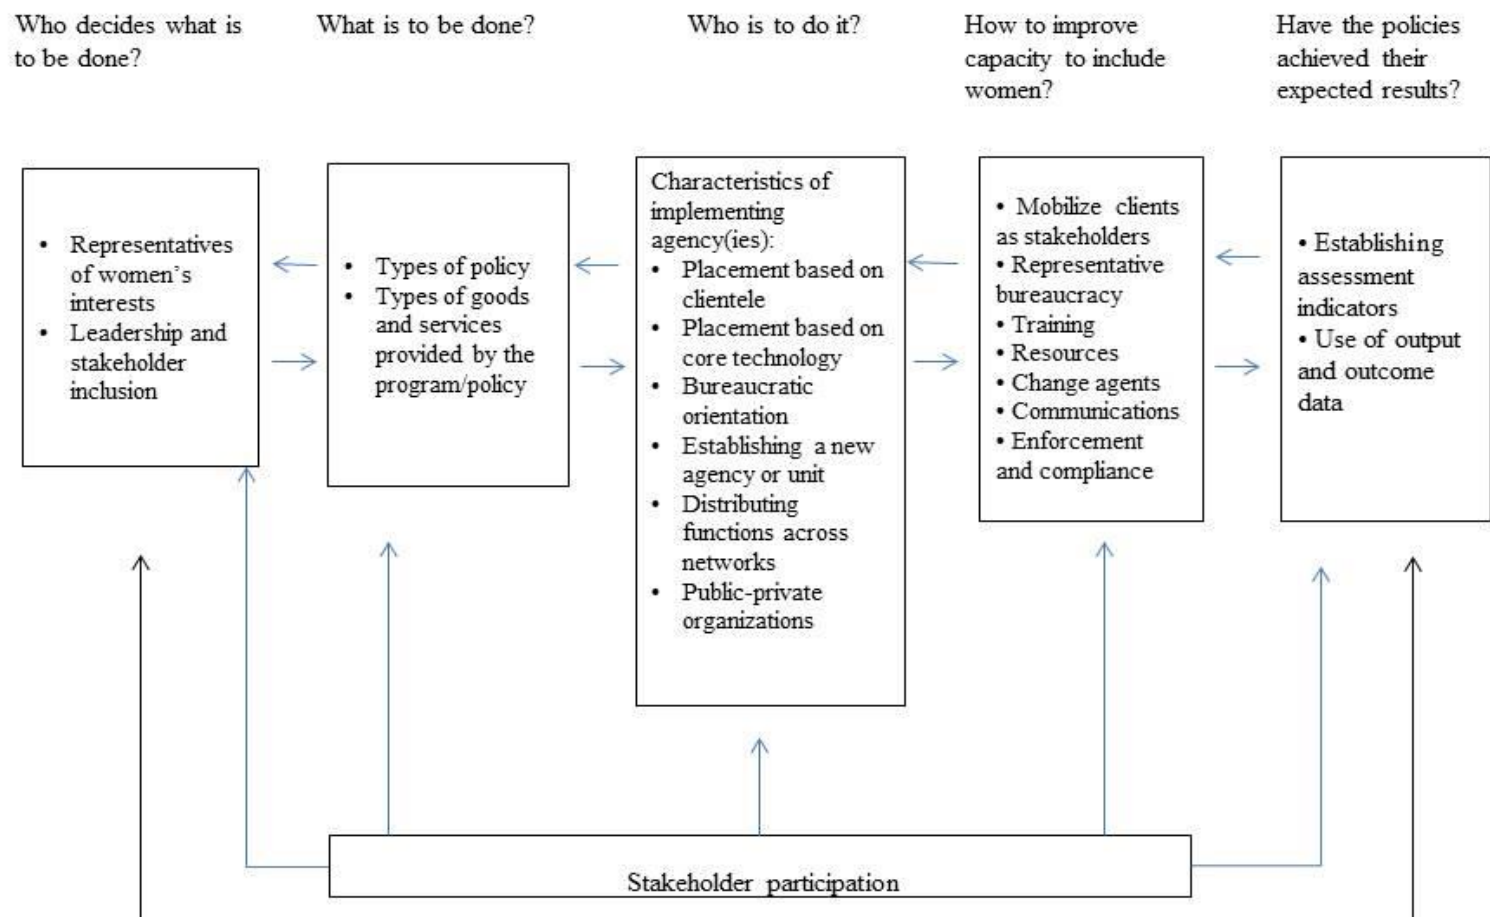 Who decides what is
to be done?
What is to be done?
Who is to do it?
How to improve
capacity to include
women?
Have the policies
achieved their
expected results?
• Representatives
of women's
interests
• Leadership and
stakeholder
inclusion
• Types of policy
• Types of goods
and services
provided by the
program/policy
Characteristics of
implementing
agency(ies):
• Placement based on
clientele
• Placement based on
core technology
• Bureaucratic
orientation
• Establishing a new
agency or unit
• Distributing
functions across
networks
• Public-private
organizations
• Mobilize clients
as stakeholders
• Representative
bureaucracy
• Training
• Resources
• Change agents
• Communications
• Enforcement
and compliance
• Establishing
assessment
indicators
• Use of output
and outcome
data
Stakeholder participation